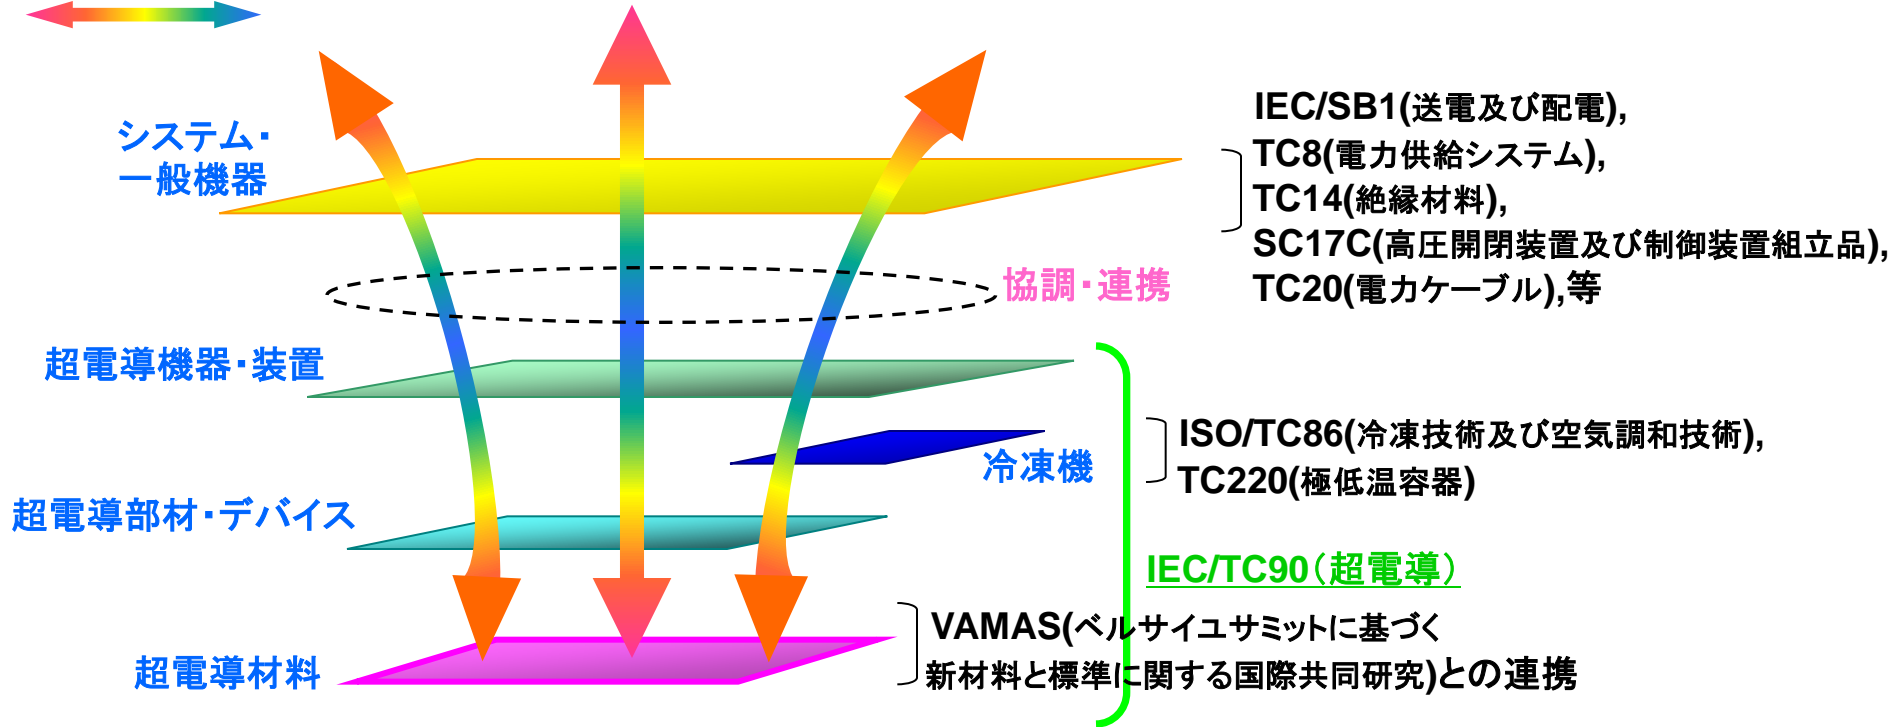 システム・
一般機器
IEC/SB1(送電及び配電),
TC8(電力供給システム),
TC14(絶縁材料),
SC17C(高圧開閉装置及び制御装置組立品),
TC20(電力ケーブル),等
協調・連携
超電導機器・装置
冷凍機
ISO/TC86(冷凍技術及び空気調和技術),
TC220(極低温容器)
超電導部材・デバイス
IEC/TC90（超電導）
超電導材料
VAMAS(ベルサイユサミットに基づく
新材料と標準に関する国際共同研究)との連携